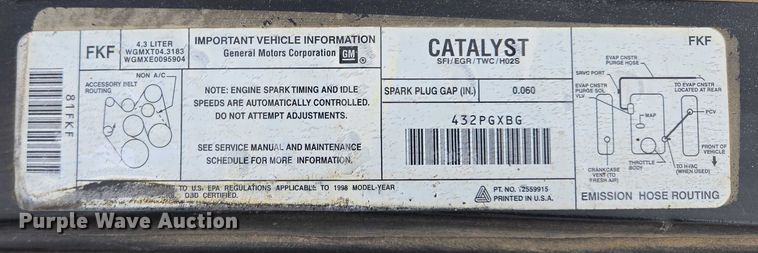 FKF
4.3 LITER
WGMXT04.3183
WGMXE0095904
NON A/C
ACCESSORY BELT
ROUTING
81FKF
IMPORTANT VEHICLE INFORMATION
General Motors Corporation GM
NOTE: ENGINE SPARK TIMING AND IDLE
SPEEDS ARE AUTOMATICALLY CONTROLLED.
DO NOT ATTEMPT ADJUSTMENTS.
SEE SERVICE MANUAL AND MAINTENANCE
SCHEDULE FOR MORE INFORMATION.
TO U.S. EPA REGULATIONS APPLICABLE TO 1998 MODEL-YEAR
CERTIFIED.
CATALYST
SFI/EGR/TWC/HO2S
SPARK PLUG GAP (IN.) 0.060
432PGXBG
PT. NO. 12559915
PRINTED IN U.S.A.
FKF
EVAP CNSTR
PURGE HOSE
SRVC PORT
EVAP CNSTR
PURGE SOL
VLV
TO EVAP CNSTR
LOCATED AT REAR
MAP
PCV
FRONT OF
VEHICLE
THROTTLE
BODY
TO HVAC
(WHEN USED)
CRANKCASE
VENT (TO
FRESH AIR)
EMISSION HOSE ROUTING
Purple Wave Auction